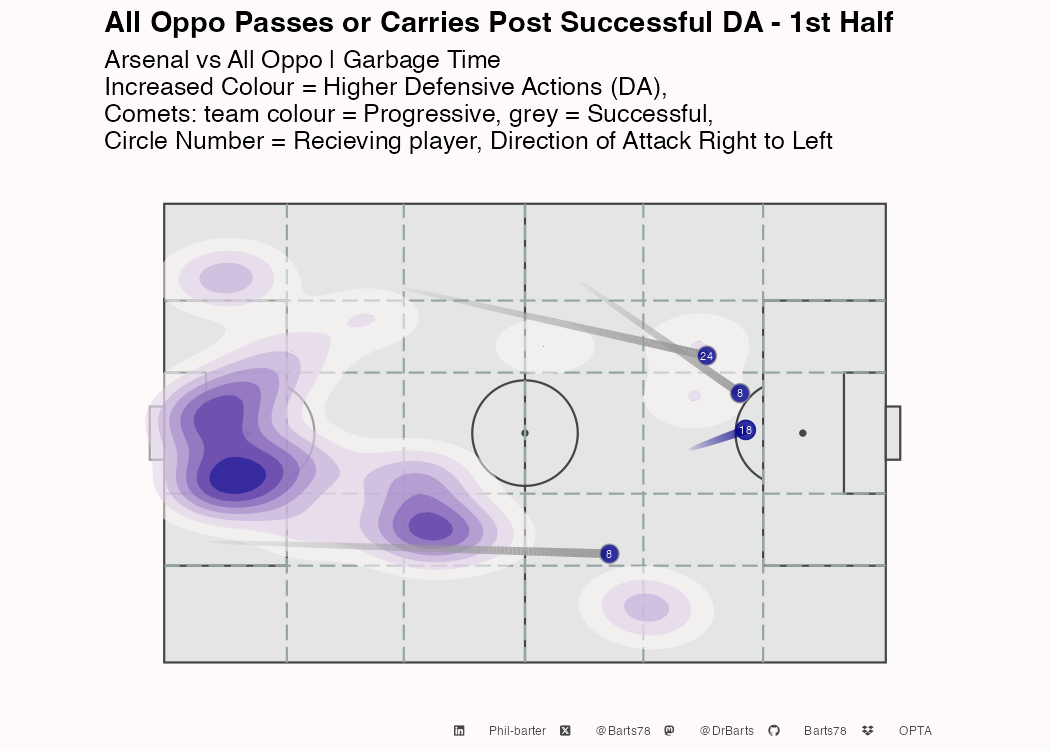 All Oppo Passes or Carries Post Successful DA - 1st Half
Arsenal vs All Oppo | Garbage Time
Increased Colour = Higher Defensive Actions (DA),
Comets: team colour = Progressive, grey = Successful,
Circle Number = Recieving player, Direction of Attack Right to Left
24
8
18
8
Phil-barter @Barts78 @DrBarts Barts78 OPTA